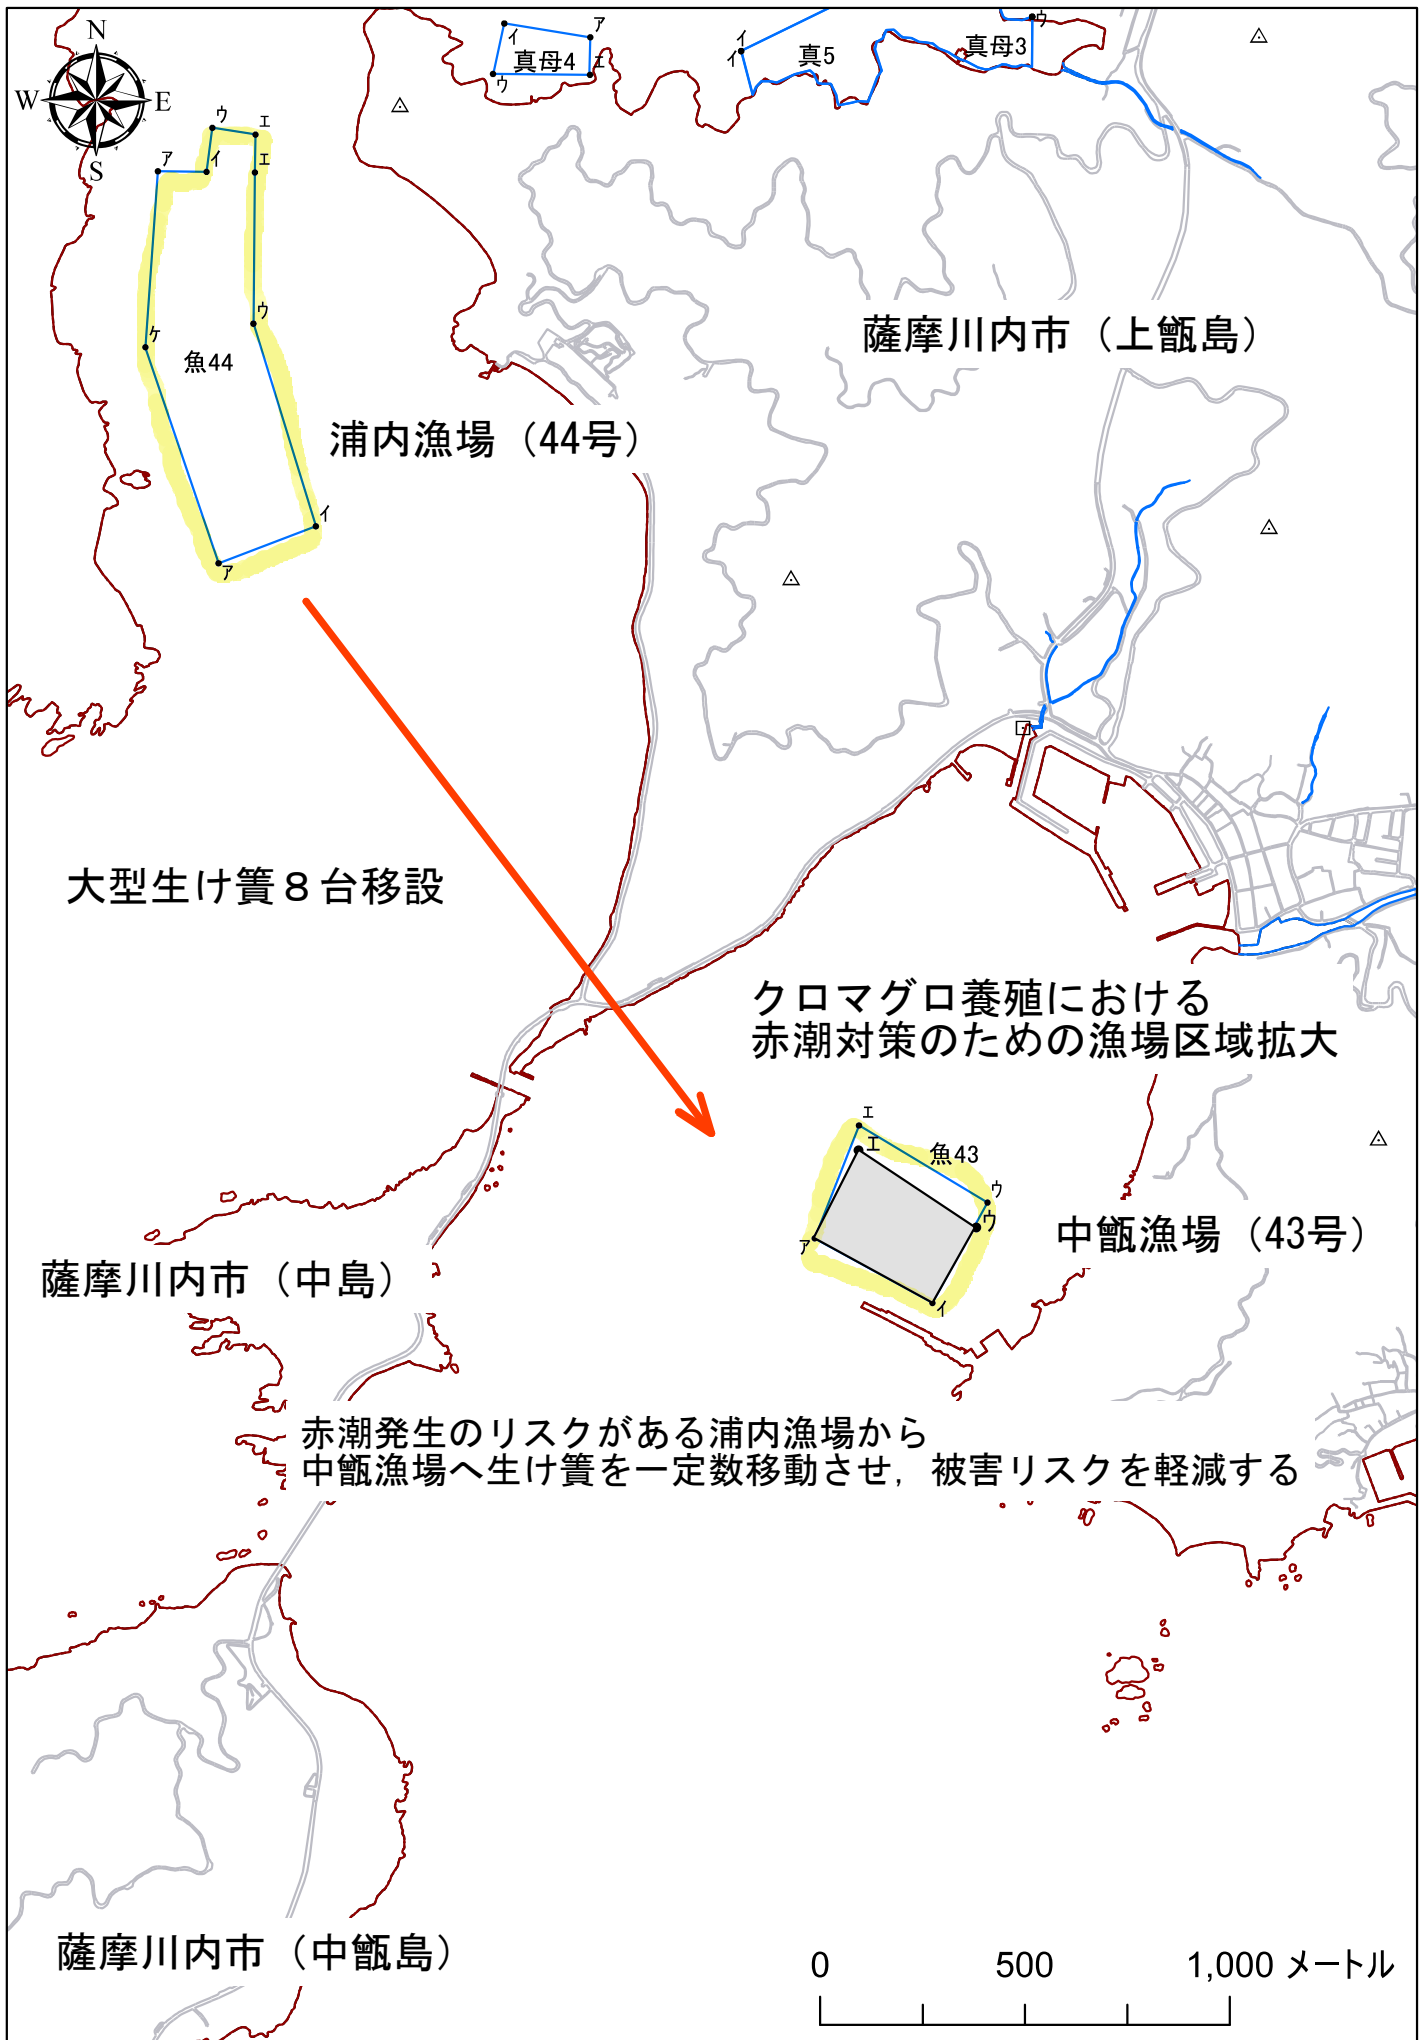 N
W
E
S
イ
ア
真母4
ウ
エ
イ
イ
真5
真母3
ウ
ウ
エ
ア
イ
エ
ウ
ケ
魚44
イ
ア
薩摩川内市（上甑島）
浦内漁場（44号）
大型生け簀８台移設
クロマグロ養殖における
赤潮対策のための漁場区域拡大
エ
エ
魚43
ウ
ウ
ア
イ
中甑漁場（43号）
薩摩川内市（中島）
赤潮発生のリスクがある浦内漁場から
中甑漁場へ生け簀を一定数移動させ，被害リスクを軽減する
薩摩川内市（中甑島）
0 500 1,000 メートル